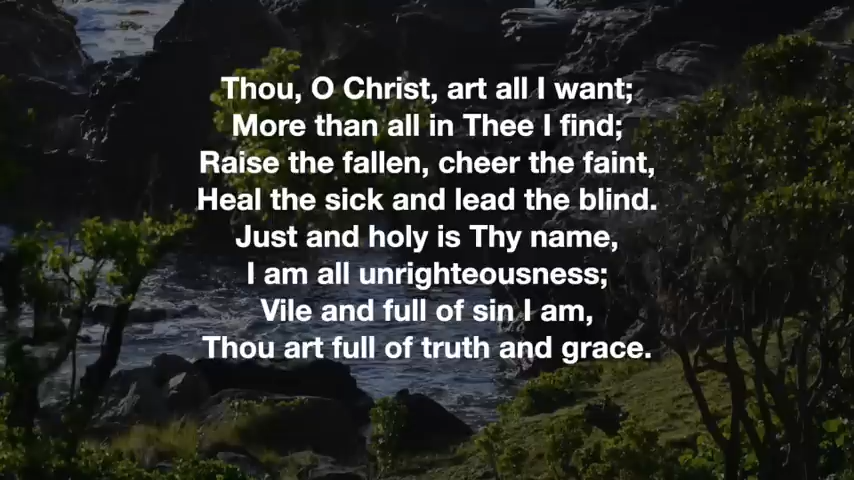 Thou, O Christ, art all I want;
More than all in Thee I find;
Raise the fallen, cheer the faint,
Heal the sick and lead the blind.
Just and holy is Thy name,
I am all unrighteousness;
Vile and full of sin I am,
Thou art full of truth and grace.